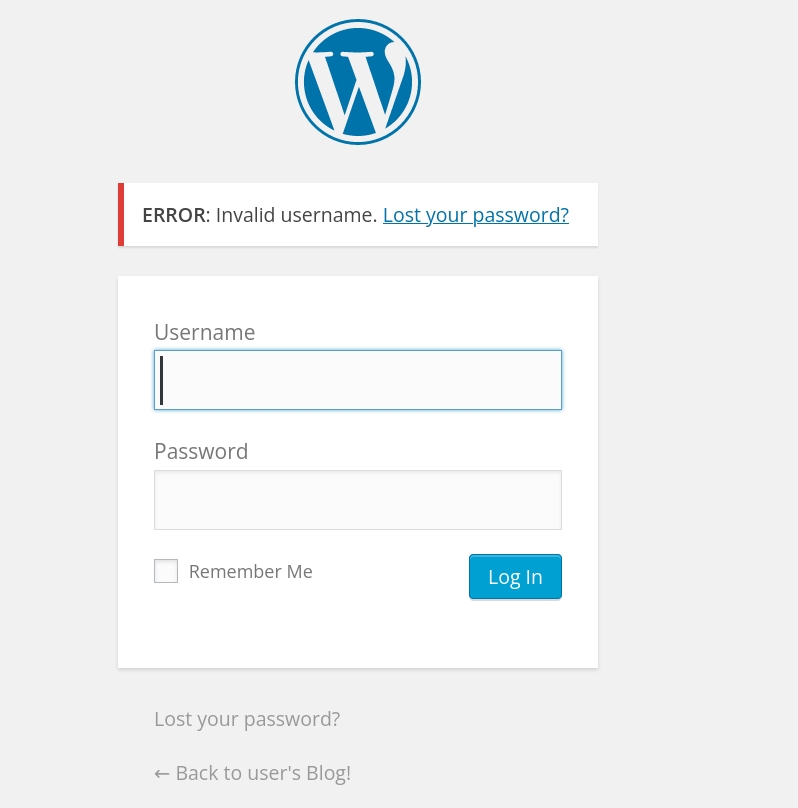 ERROR: Invalid username. Lost your password?
Username
Password
Remember Me
Log In
Lost your password?
← Back to user's Blog!